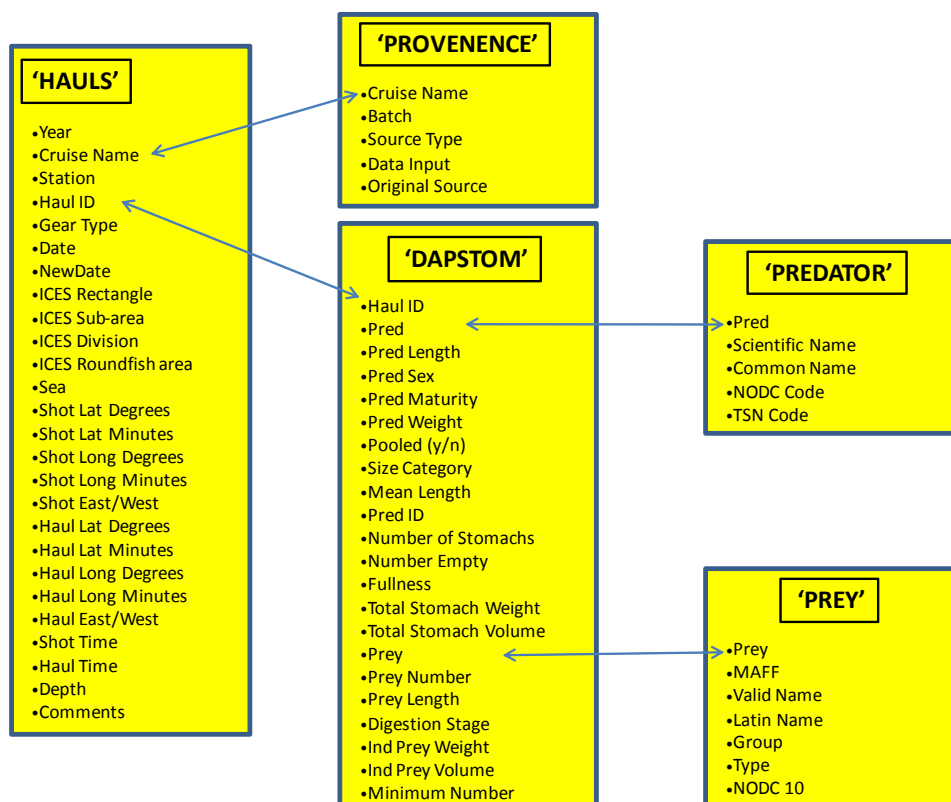 ‘HAULS’
•Year
•Cruise Name
•Station
•Haul ID
•Gear Type
•Date
•NewDate
•ICES Rectangle
•ICES Sub-area
•ICES Division
•ICES Roundfish area
•Sea
•Shot Lat Degrees
•Shot Lat Minutes
•Shot Long Degrees
•Shot Long Minutes
•Shot East/West
•Haul Lat Degrees
•Haul Lat Minutes
•Haul Long Degrees
•Haul Long Minutes
•Haul East/West
•Shot Time
•Haul Time
•Depth
•Comments
‘PROVENENCE’
•Cruise Name
•Batch
•Source Type
•Data Input
•Original Source
‘DAPSTOM’
•Haul ID
•Pred
•Pred Length
•Pred Sex
•Pred Maturity
•Pred Weight
•Pooled (y/n)
•Size Category
•Mean Length
•Pred ID
•Number of Stomachs
•Number Empty
•Fullness
•Total Stomach Weight
•Total Stomach Volume
•Prey
•Prey Number
•Prey Length
•Digestion Stage
•Ind Prey Weight
•Ind Prey Volume
•Minimum Number
‘PREDATOR’
•Pred
•Scientific Name
•Common Name
•NODC Code
•TSN Code
‘PREY’
•Prey
•MAFF
•Valid Name
•Latin Name
•Group
•Type
•NODC 10